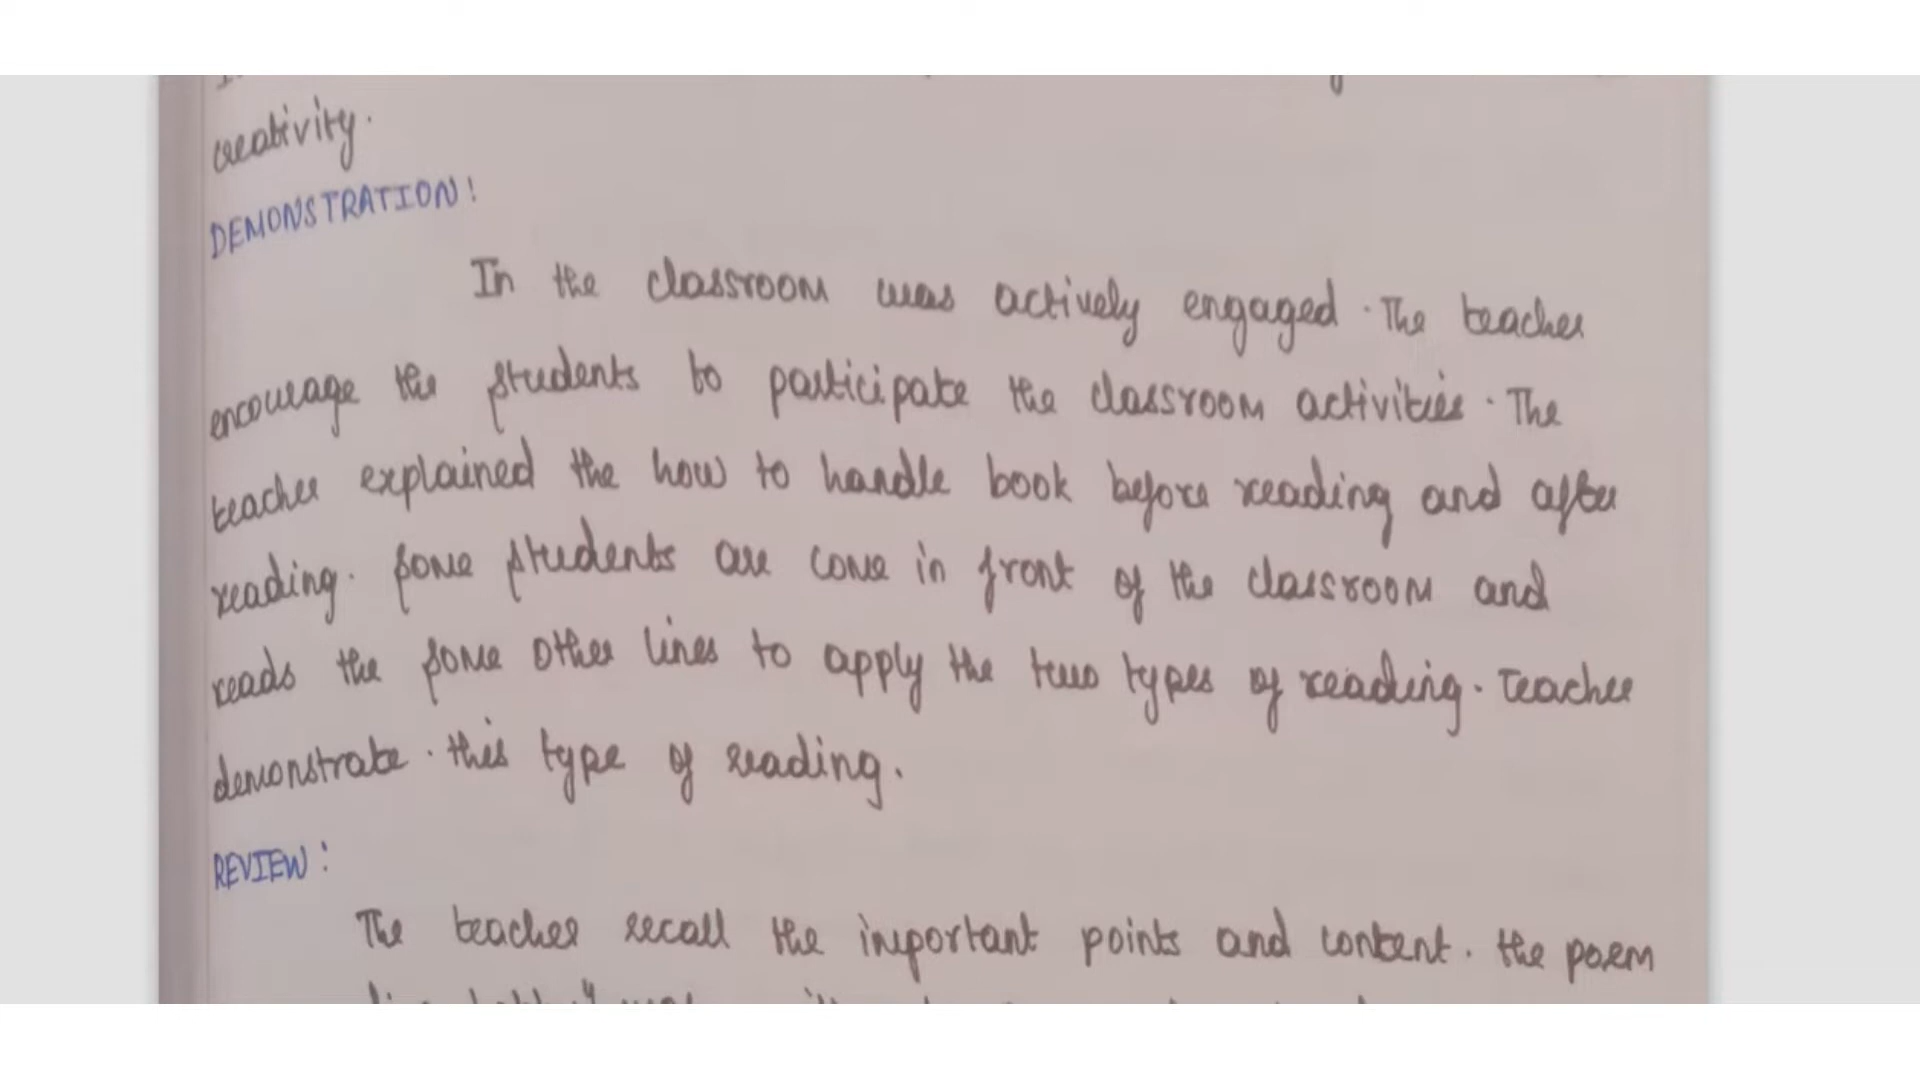 creativity.
DEMONSTRATION:
In the classroom was actively engaged. The teacher
encourage the students to participate the classroom activities. The
teacher explained the how to handle book before reading and after
reading. Some students are come in front of the classroom and
reads the some other lines to apply the two types of reading. Teacher
demonstrate. this type of reading.
REVIEW:
The teacher recall the important points and content. the poem